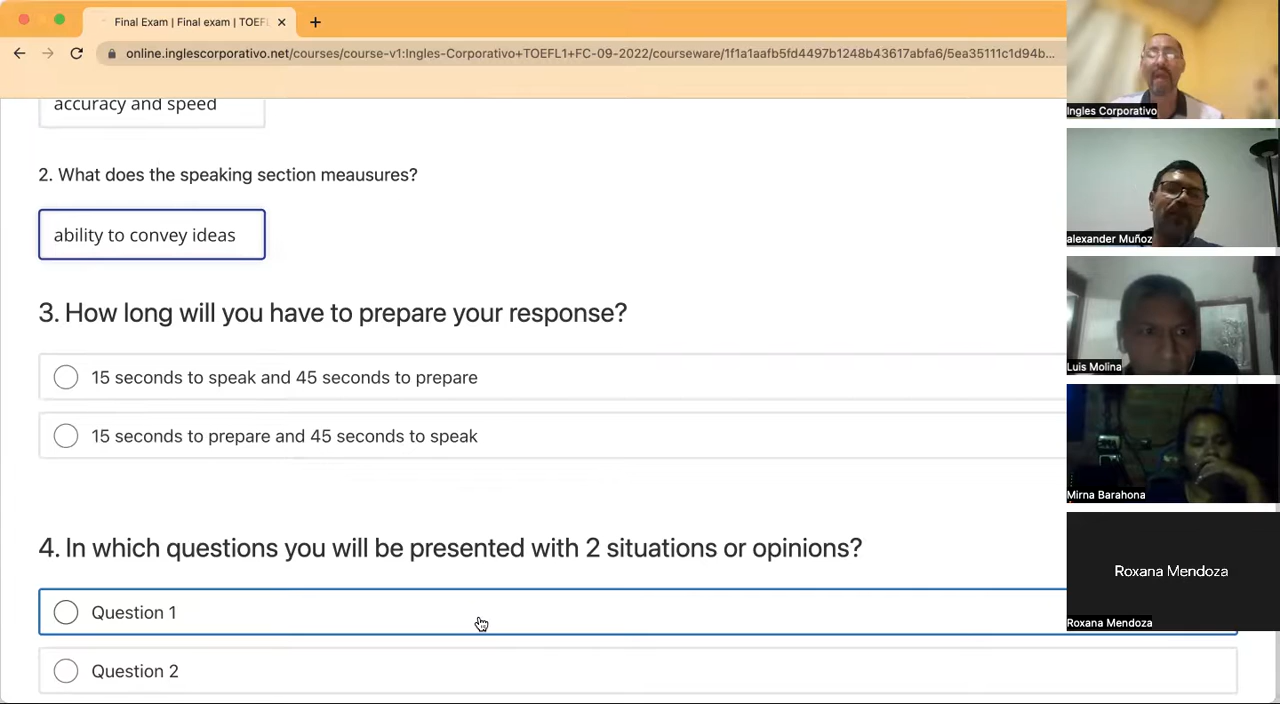 Final Exam | Final exam | TOEFL
online.inglescorporativo.net/courses/course-v1:Ingles-Corporativo+TOEFL1+FC-09-2022/courseware/1f1a1aafb5fd4497b1248b43617abfa6/5ea35111c1d94b...
accuracy and speed
2. What does the speaking section meausures?
ability to convey ideas
3. How long will you have to prepare your response?
15 seconds to speak and 45 seconds to prepare
15 seconds to prepare and 45 seconds to speak
4. In which questions you will be presented with 2 situations or opinions?
Question 1
Question 2
Ingles Corporativo
alexander Muñoz
Luis Molina
Mirna Barahona
Roxana Mendoza
Roxana Mendoza